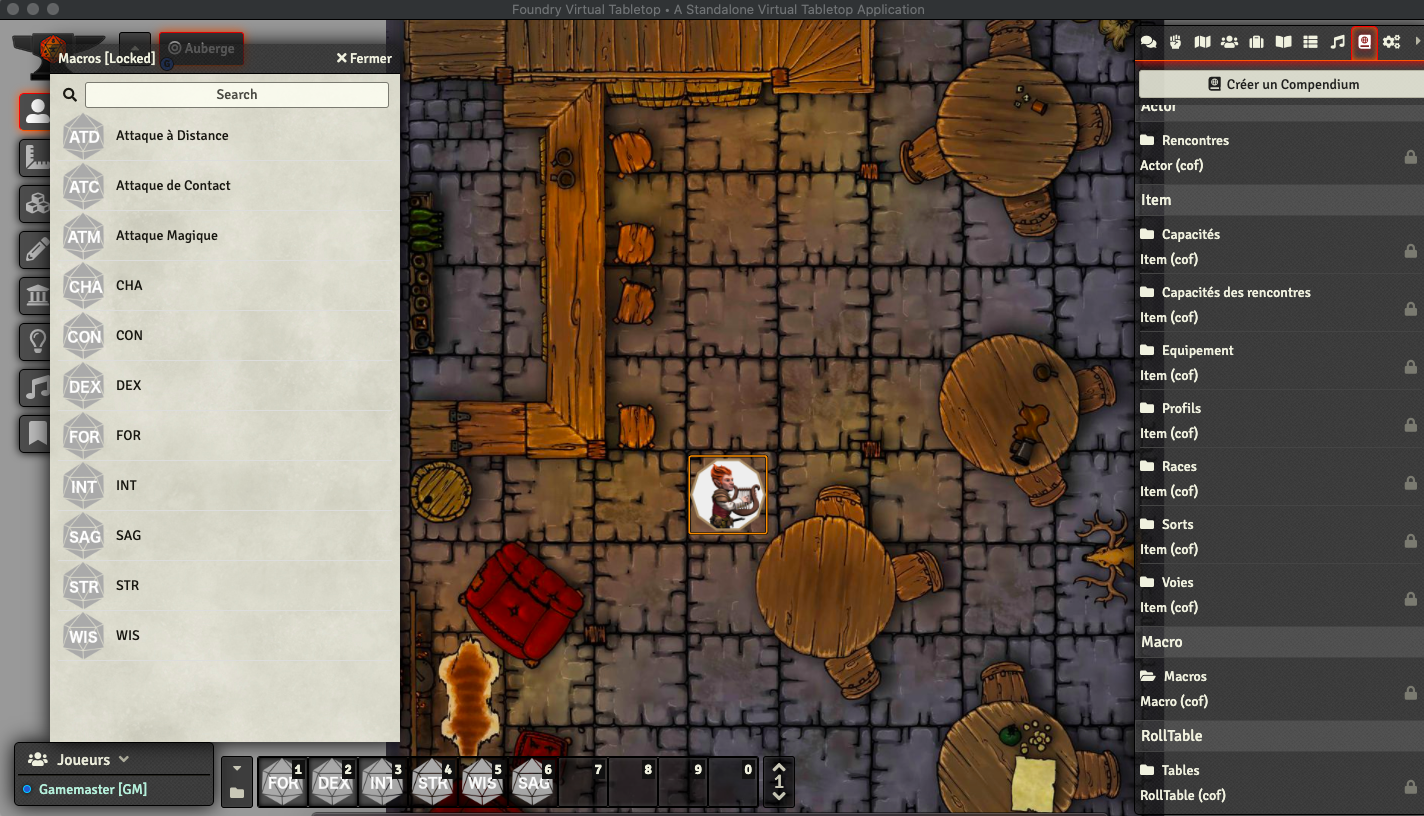 Foundry Virtual Tabletop • A Standalone Virtual Tabletop Application
Auberge
Macros [Locked]
Fermer
Search
ATD
Attaque à Distance
ATC
Attaque de Contact
ATM
Attaque Magique
CHA
CHA
CON
CON
DEX
DEX
FOR
FOR
INT
INT
SAG
SAG
STR
STR
WIS
WIS
Joueurs
Gamemaster [GM]
FOR 1
DEX 2
INT 3
STR 4
WIS 5
SAG 6
7
8
9
0
1
Créer un Compendium
Actor
Rencontres
Actor (cof)
Item
Capacités
Item (cof)
Capacités des rencontres
Item (cof)
Equipement
Item (cof)
Profils
Item (cof)
Races
Item (cof)
Sorts
Item (cof)
Voies
Item (cof)
Macro
Macros
Macro (cof)
RollTable
Tables
RollTable (cof)